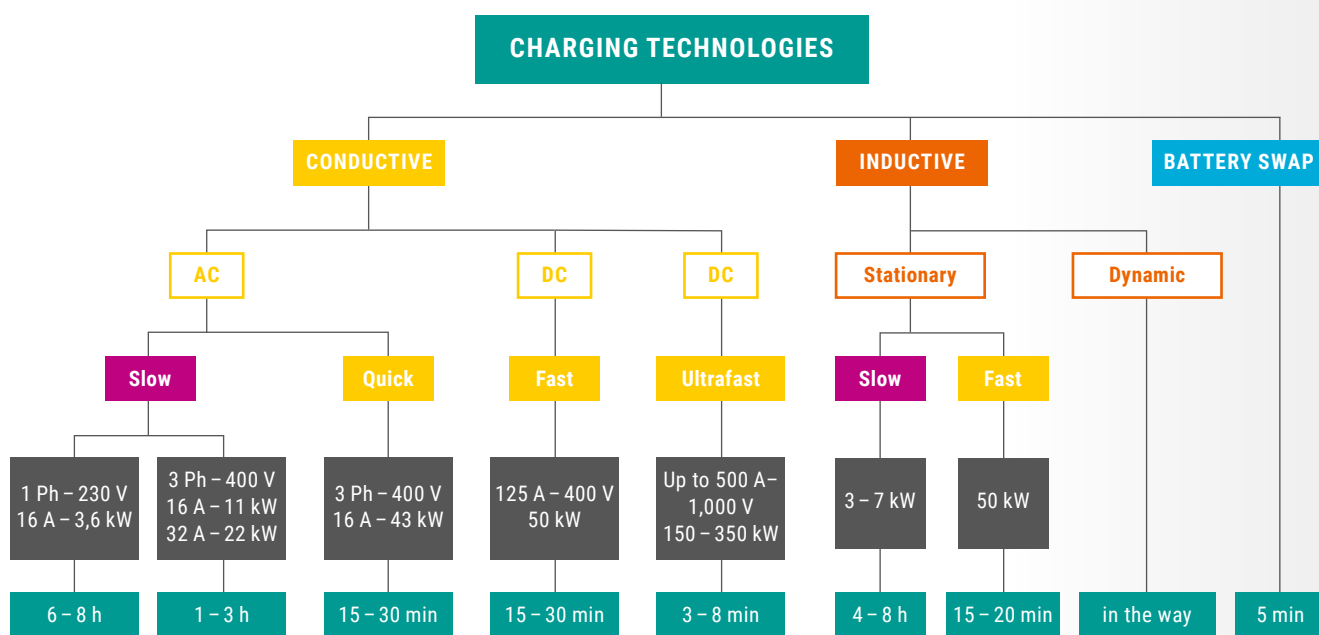 CHARGING TECHNOLOGIES
CONDUCTIVE
INDUCTIVE
BATTERY SWAP
AC
DC
DC
Stationary
Dynamic
Slow
Quick
Fast
Ultrafast
Slow
Fast
1 Ph – 230 V
16 A – 3,6 kW
3 Ph – 400 V
16 A – 11 kW
32 A – 22 kW
3 Ph – 400 V
16 A – 43 kW
125 A – 400 V
50 kW
Up to 500 A–
1,000 V
150 – 350 kW
3 – 7 kW
50 kW
6 – 8 h
1 – 3 h
15 – 30 min
15 – 30 min
3 – 8 min
4 – 8 h
15 – 20 min
in the way
5 min